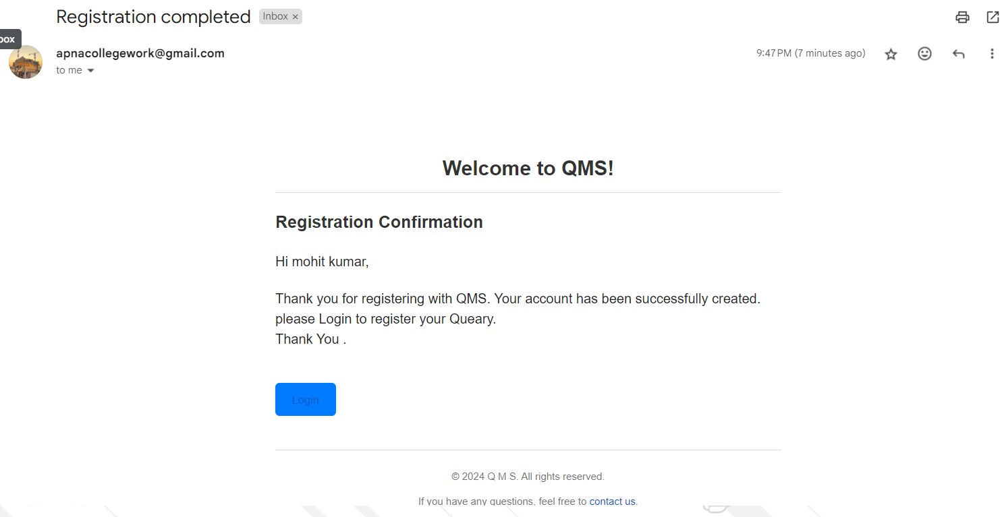 Registration completed Inbox ×
box
apnacollegework@gmail.com 9:47 PM (7 minutes ago)
to me
Welcome to QMS!
Registration Confirmation
Hi mohit kumar,
Thank you for registering with QMS. Your account has been successfully created.
please Login to register your Queary.
Thank You .
Login
© 2024 Q M S. All rights reserved.
If you have any questions, feel free to contact us.